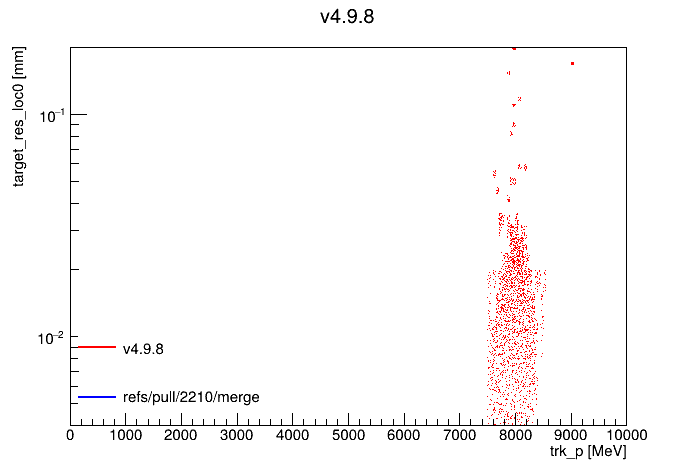 v4.9.8
target_res_loc0 [mm]
10⁻¹
10⁻²
v4.9.8
refs/pull/2210/merge
0 1000 2000 3000 4000 5000 6000 7000 8000 9000 10000
trk_p [MeV]